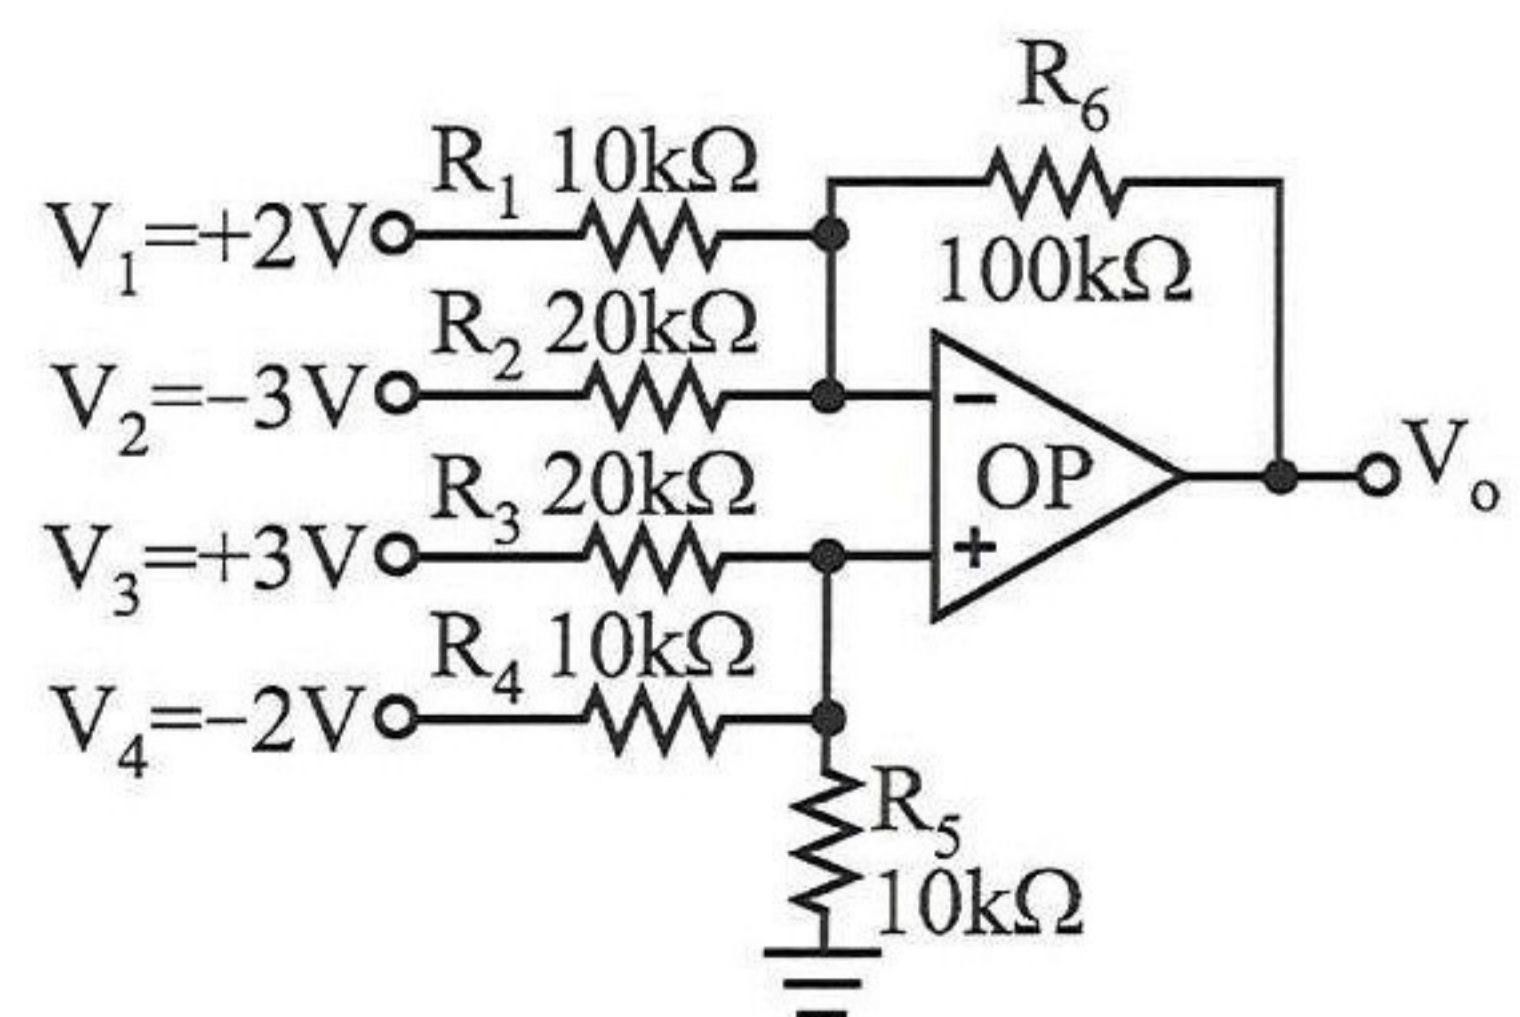 R₆
R₁ 10kΩ
V₁=+2V
100kΩ
R₂ 20kΩ
V₂=−3V
−
OP
Vₒ
R₃ 20kΩ
V₃=+3V
+
R₄ 10kΩ
V₄=−2V
R₅
10kΩ